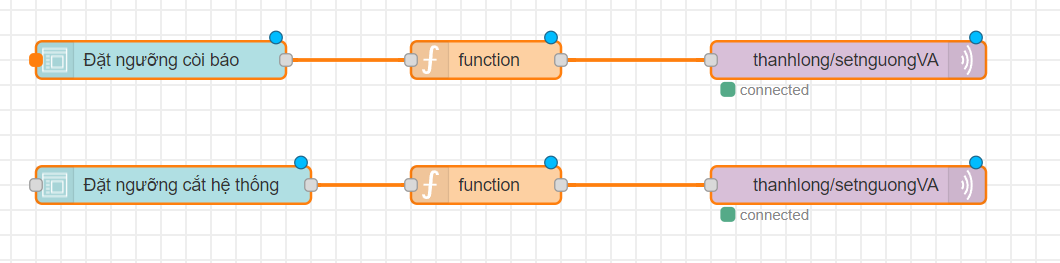 Đặt ngưỡng còi báo
function
thanhlong/setnguongVA
connected
Đặt ngưỡng cắt hệ thống
function
thanhlong/setnguongVA
connected